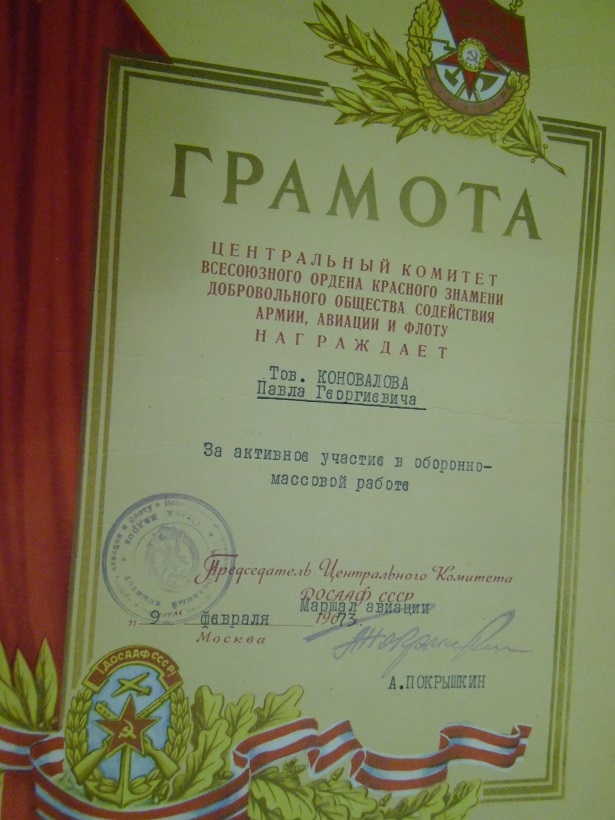 ГРАМОТА
ЦЕНТРАЛЬНЫЙ КОМИТЕТ
ВСЕСОЮЗНОГО ОРДЕНА КРАСНОГО ЗНАМЕНИ
ДОБРОВОЛЬНОГО ОБЩЕСТВА СОДЕЙСТВИЯ
АРМИИ, АВИАЦИИ И ФЛОТУ
НАГРАЖДАЕТ
Тов. КОНОВАЛОВА
Павла Георгиевича
За активное участие в оборонно-
массовой работе
Председатель Центрального Комитета
ДОСААФ СССР
Маршал авиации
„ 9 февраля 1973.
Москва
А.ПОКРЫШКИН
ДОСААФ СССР